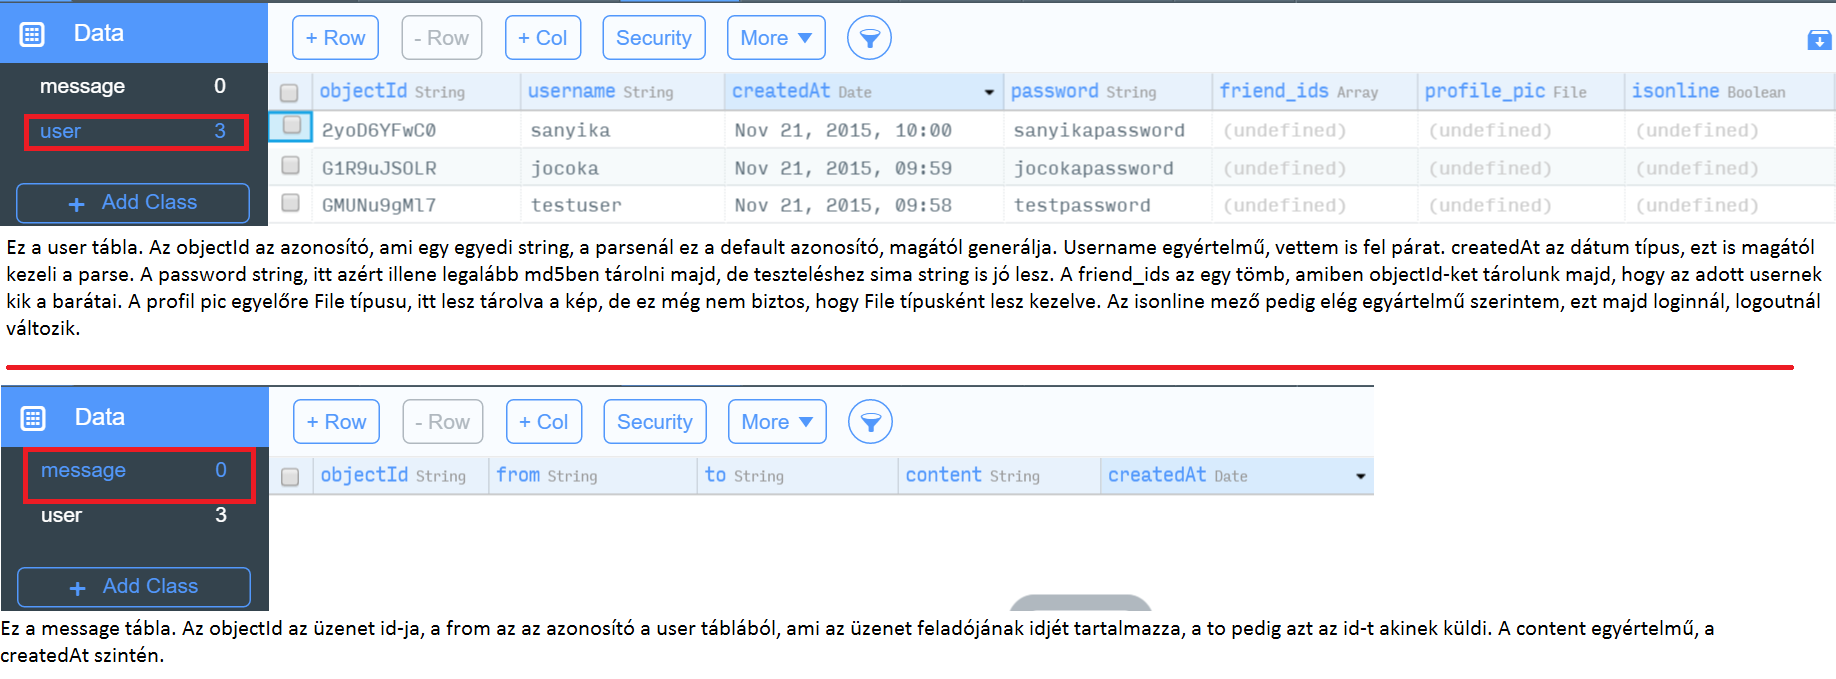 Data
+ Row - Row + Col Security More
message 0
objectId String username String createdAt Date password String friend_ids Array profile_pic File isonline Boolean
user 3
2yoD6YFwC0 sanyika Nov 21, 2015, 10:00 sanyikapassword (undefined) (undefined) (undefined)
G1R9uJSOLR jocoka Nov 21, 2015, 09:59 jocokapassword (undefined) (undefined) (undefined)
+ Add Class
GMUNu9gMl7 testuser Nov 21, 2015, 09:58 testpassword (undefined) (undefined) (undefined)
Ez a user tábla. Az objectId az azonosító, ami egy egyedi string, a parsenál ez a default azonosító, magától generálja. Username egyértelmű, vettem is fel párat. createdAt az dátum típus, ezt is magától
kezeli a parse. A password string, itt azért illene legalább md5ben tárolni majd, de teszteléshez sima string is jó lesz. A friend_ids az egy tömb, amiben objectId-ket tárolunk majd, hogy az adott usernek
kik a barátai. A profil pic egyelőre File típusu, itt lesz tárolva a kép, de ez még nem biztos, hogy File típusként lesz kezelve. Az isonline mező pedig elég egyártelmű szerintem, ezt majd loginnál, logoutnál
változik.
Data
+ Row - Row + Col Security More
message 0
objectId String from String to String content String createdAt Date
user 3
+ Add Class
Ez a message tábla. Az objectId az üzenet id-ja, a from az az azonosító a user táblából, ami az üzenet feladójának idjét tartalmazza, a to pedig azt az id-t akinek küldi. A content egyértelmű, a
createdAt szintén.